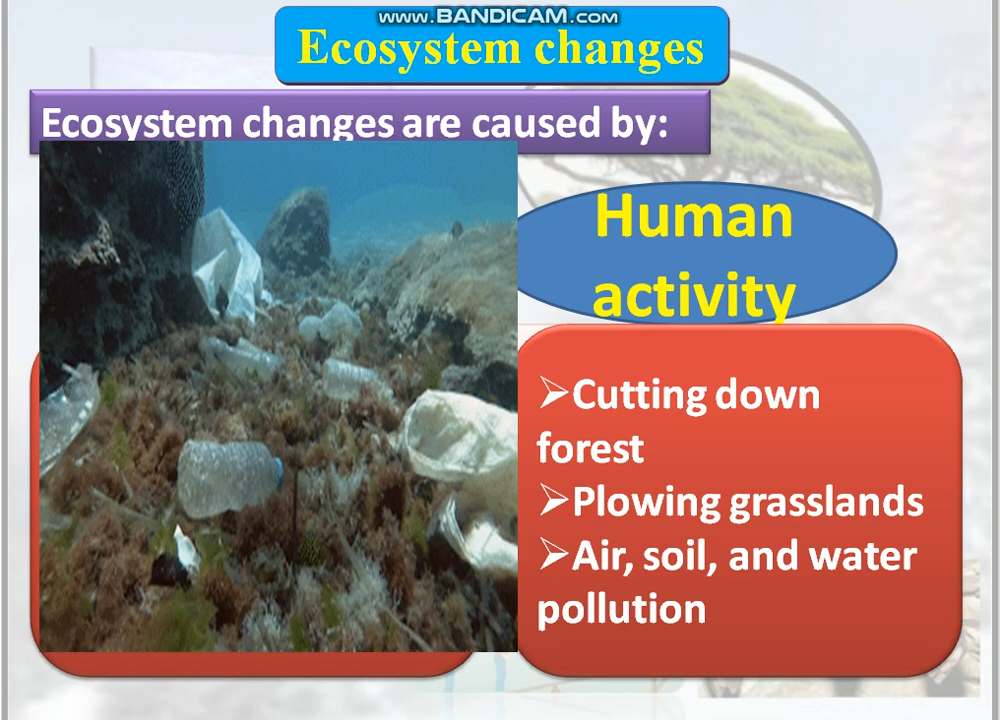 www.BANDICAM.com
Ecosystem changes
Ecosystem changes are caused by:
Human
activity
➢Cutting down
forest
➢Plowing grasslands
➢Air, soil, and water
pollution